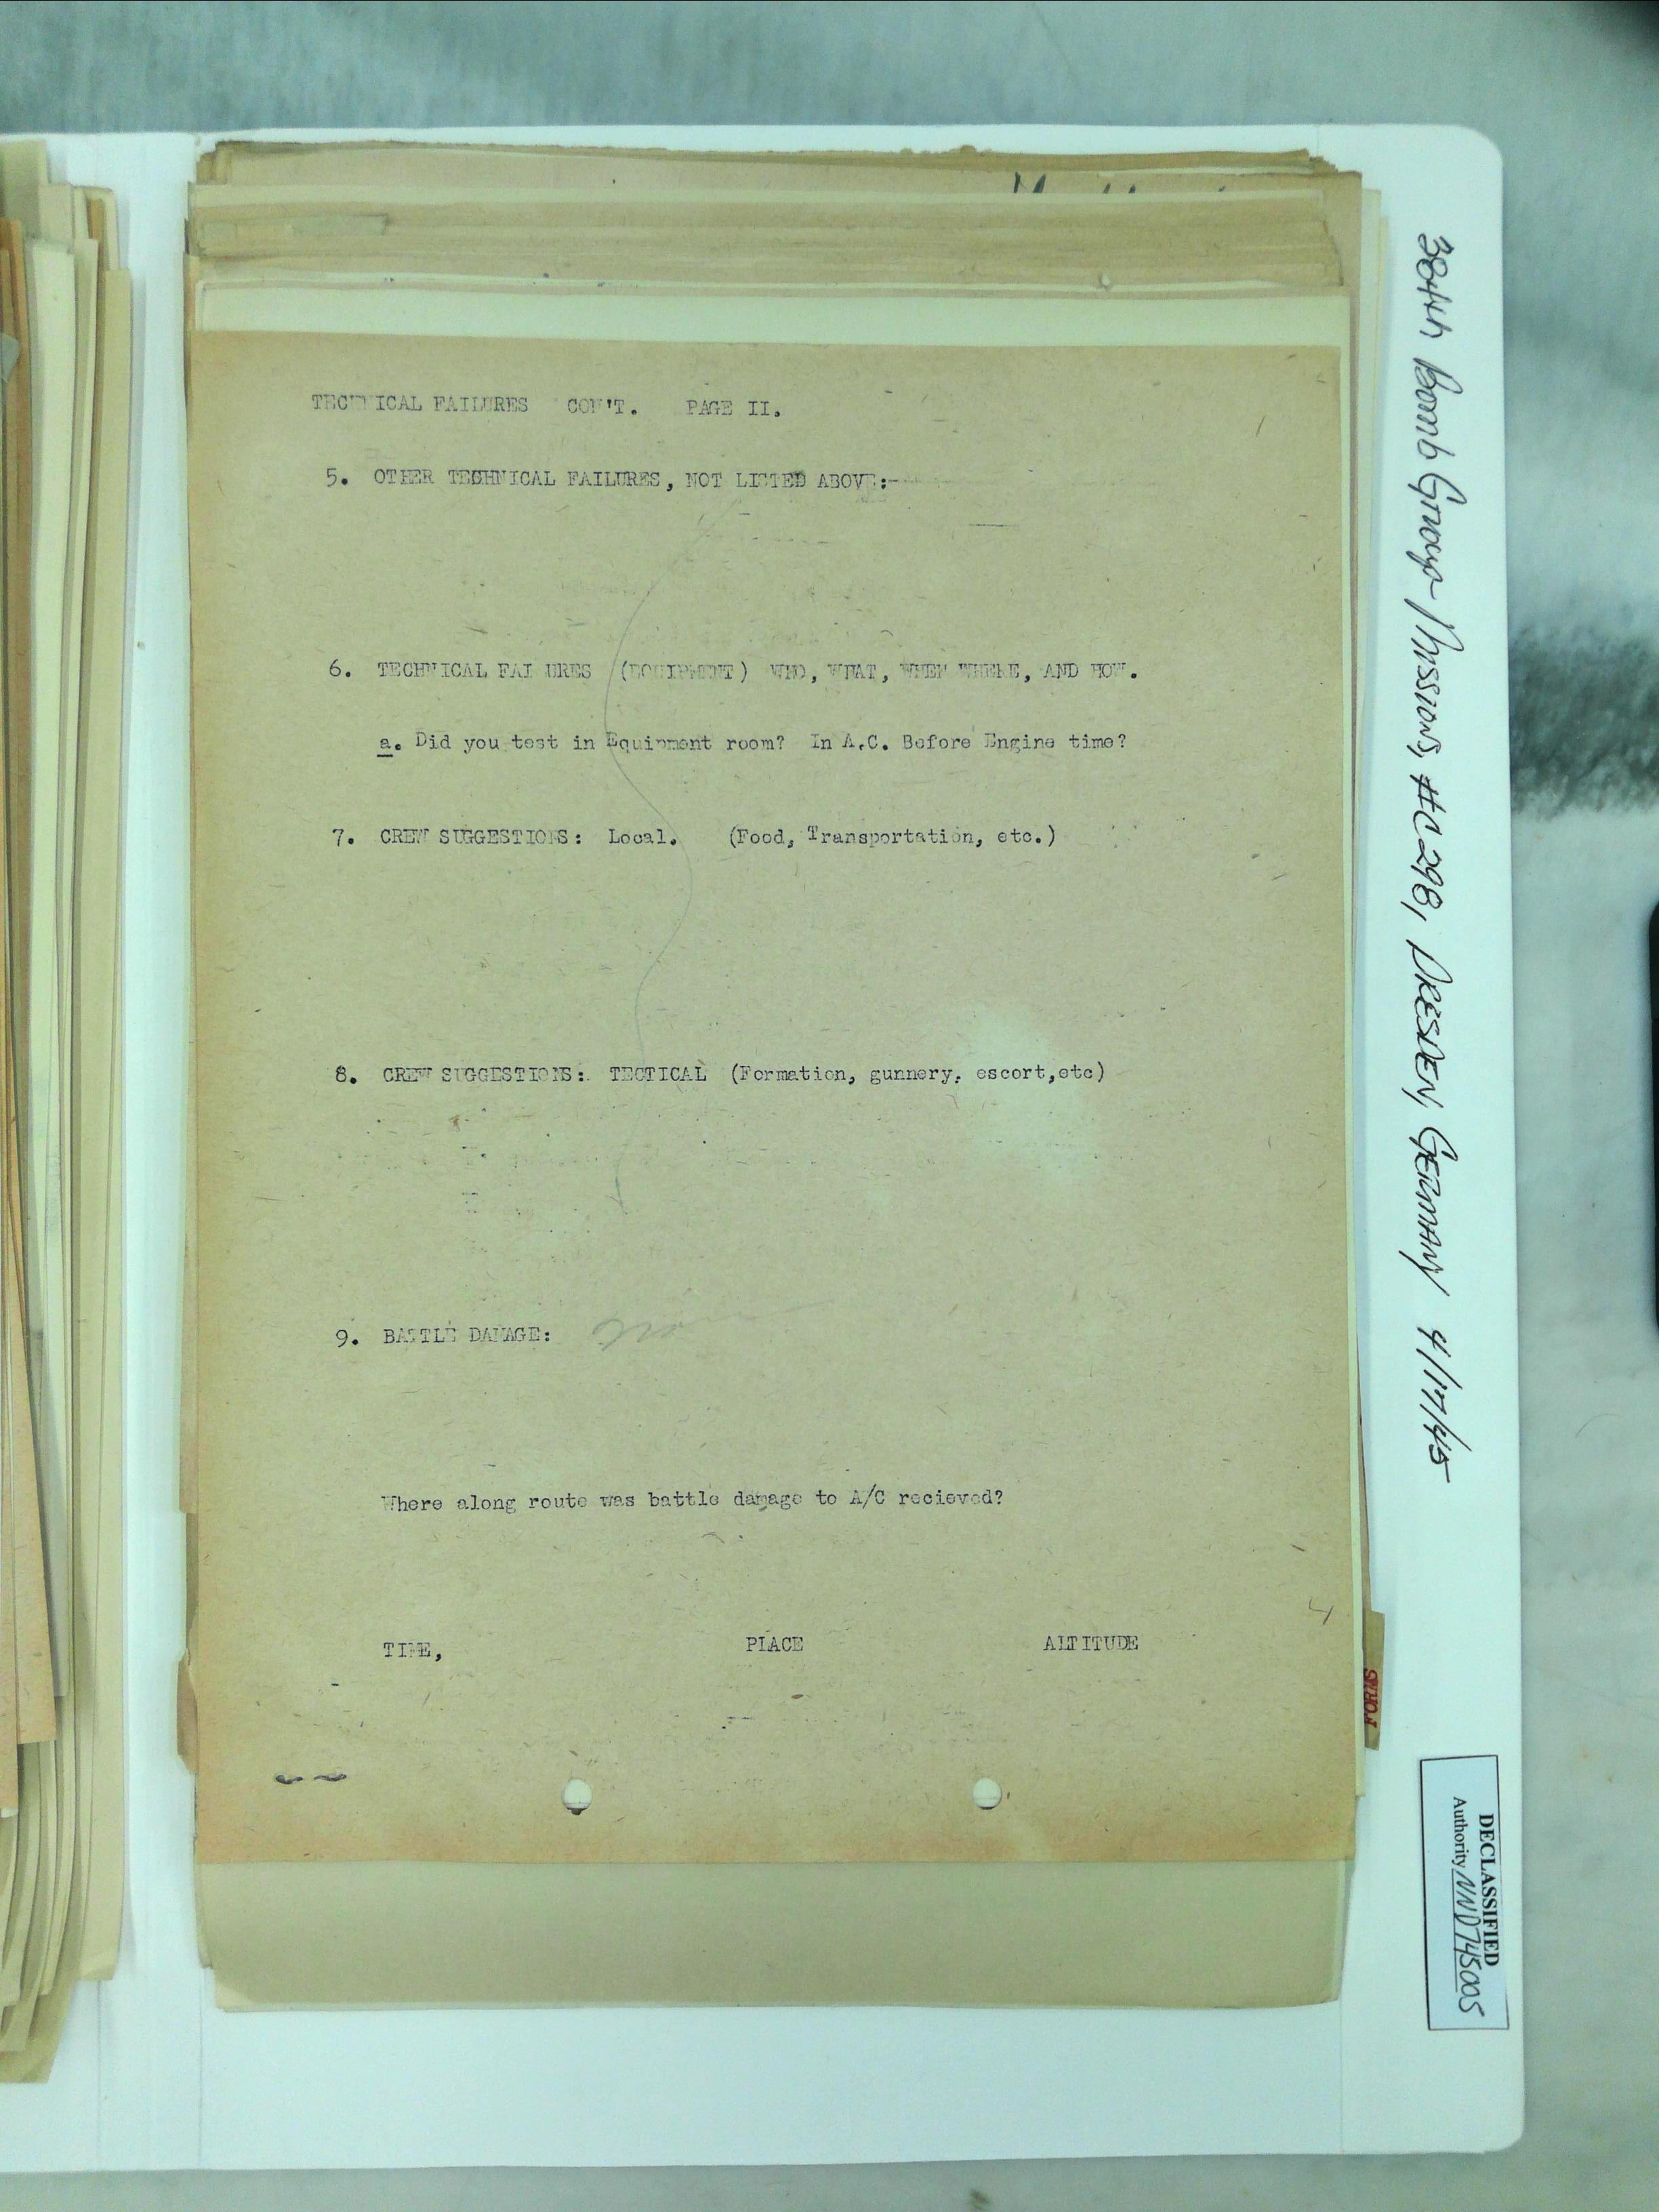 TECHNICAL FAILURES CON'T. PAGE II.
5. OTHER TECHNICAL FAILURES, NOT LISTED ABOVE:-
6. TECHNICAL FAILURES (EQUIPMENT) WHO, WHAT, WHEN WHERE, AND HOW.
a. Did you test in Equipment room? In A.C. Before Engine time?
7. CREW SUGGESTIONS: Local. (Food, Transportation, etc.)
8. CREW SUGGESTIONS: TECTICAL (Formation, gunnery, escort,etc)
9. BATTLE DAMAGE:
Where along route was battle damage to A/C recieved?
TIME, PLACE ALTITUDE
384th Bomb Group - Missions, #C298, DRESDEN, GERMANY 4/17/45
FORMS
DECLASSIFIED
Authority NND745005